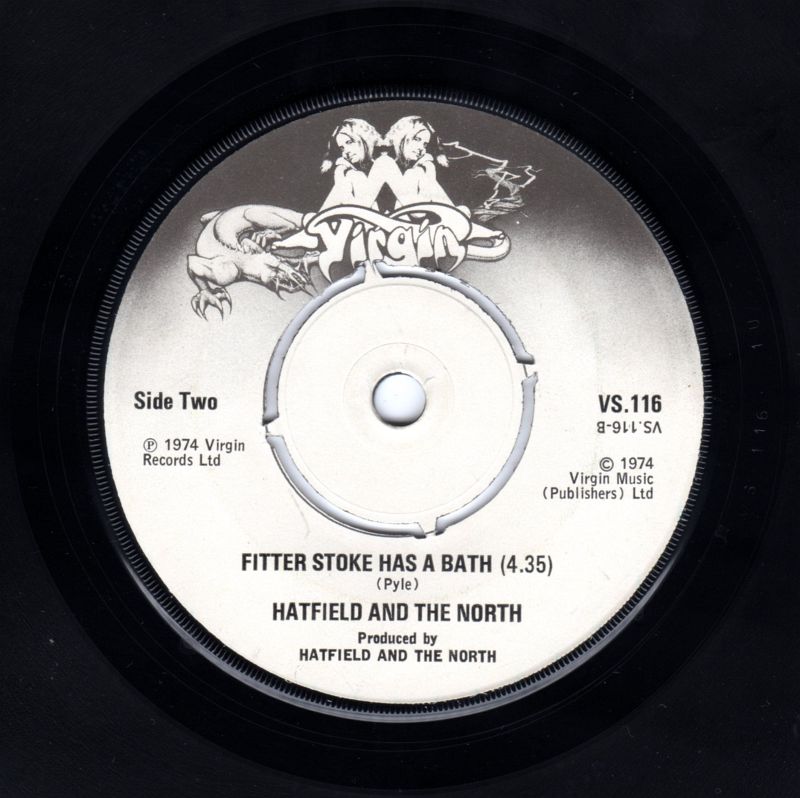 Virgin
Side Two
VS.116
VS.116-B
℗ 1974 Virgin
Records Ltd
© 1974
Virgin Music
(Publishers) Ltd
FITTER STOKE HAS A BATH (4.35)
(Pyle)
HATFIELD AND THE NORTH
Produced by
HATFIELD AND THE NORTH